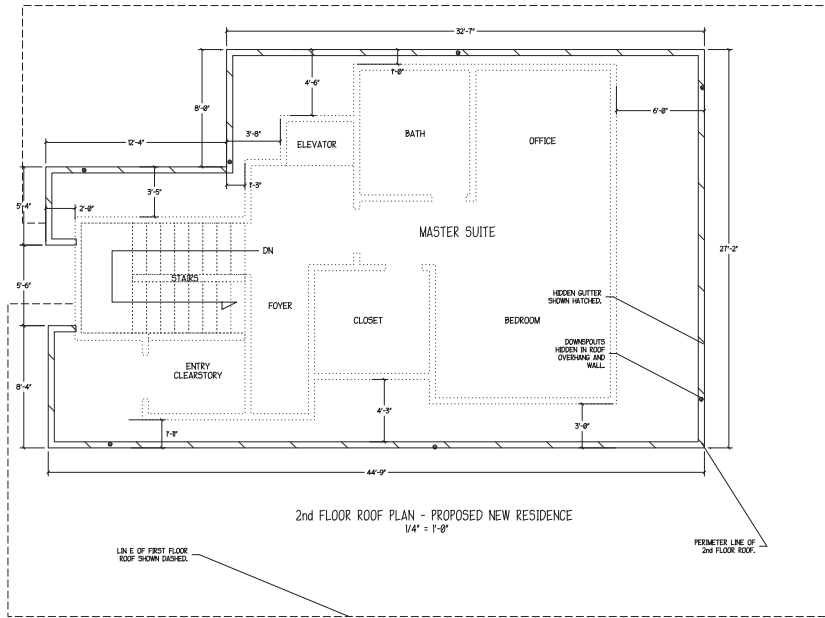 32'-7"
4'-6"
1'-0"
8'-0"
6'-0"
3'-8"
12'-4"
ELEVATOR
BATH
OFFICE
1'-3"
3'-5"
5'-4"
2'-0"
MASTER SUITE
27'-2"
DN
STAIRS
5'-6"
FOYER
HIDDEN GUTTER
SHOWN HATCHED.
CLOSET
BEDROOM
DOWNSPOUTS
HIDDEN IN ROOF
OVERHANG AND
WALL.
ENTRY
CLEARSTORY
8'-4"
4'-3"
3'-0"
1'-11"
44'-9"
2nd FLOOR ROOF PLAN - PROPOSED NEW RESIDENCE
1/4" = 1'-0"
LIN E OF FIRST FLOOR
ROOF SHOWN DASHED.
PERIMETER LINE OF
2nd FLOOR ROOF.